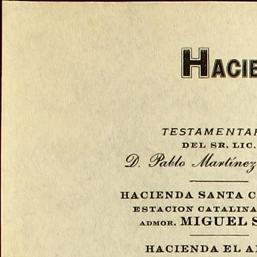 HACIE
TESTAMENTAR
DEL SR. LIC.
D. Pablo Martínez
HACIENDA SANTA C
ESTACION CATALINA
ADMOR. MIGUEL S
HACIENDA EL A